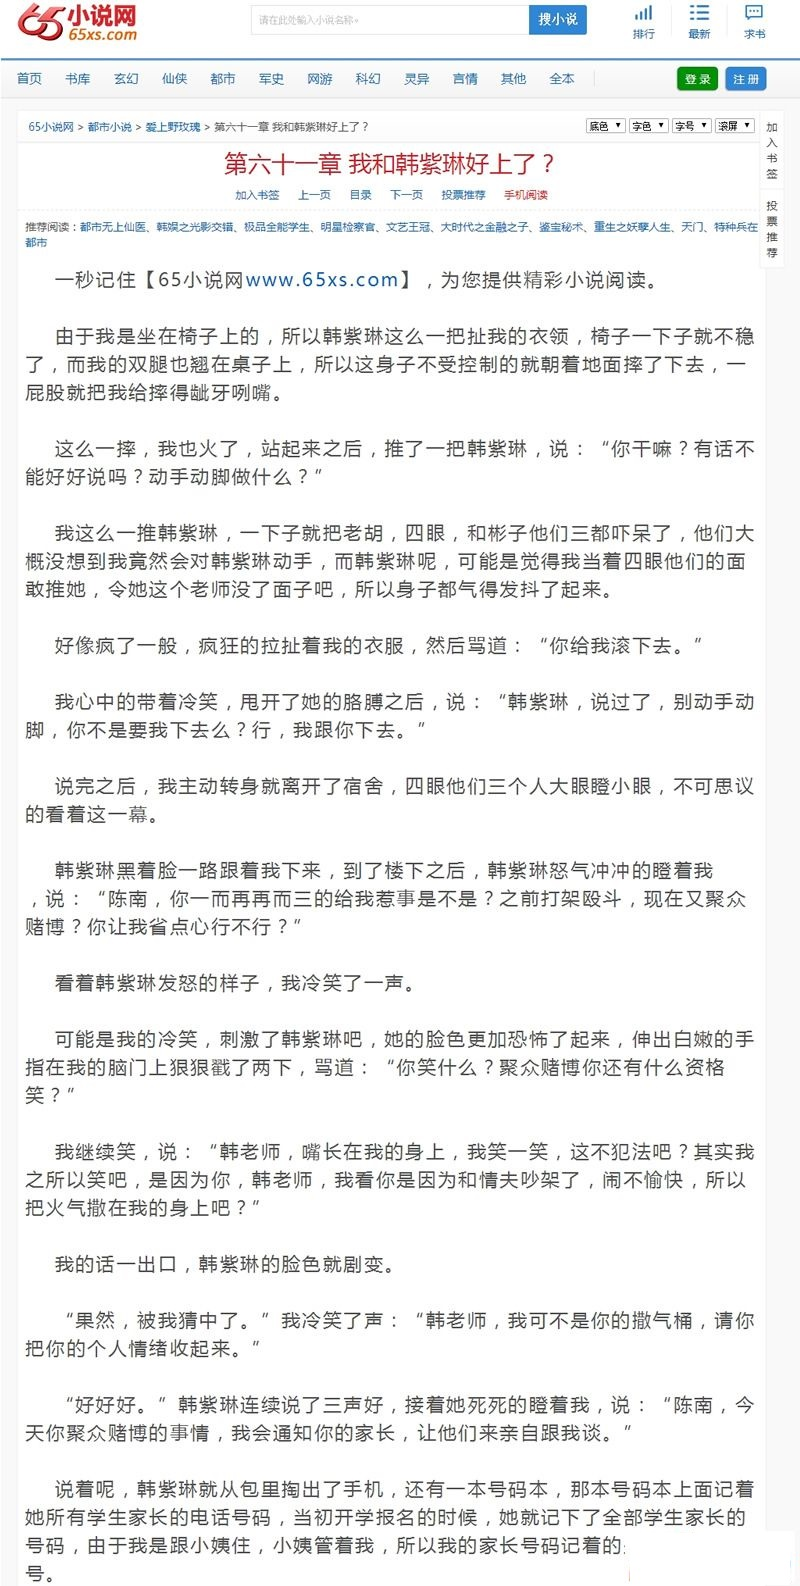 65小说网
65xs.com
请在此处输入小说名称»
搜小说
排行
最新
求书
首页 书库 玄幻 仙侠 都市 军史 网游 科幻 灵异 言情 其他 全本
登录 注册
65小说网 > 都市小说 > 爱上野玫瑰 > 第六十一章 我和韩紫琳好上了？
底色 字色 字号 滚屏
加入书签
投票推荐
第六十一章 我和韩紫琳好上了？
加入书签 上一页 目录 下一页 投票推荐 手机阅读
推荐阅读：都市无上仙医、韩娱之光影交错、极品全能学生、明星检察官、文艺王冠、大时代之金融之子、鉴宝秘术、重生之妖孽人生、天门、特种兵在
都市
一秒记住【65小说网www.65xs.com】，为您提供精彩小说阅读。
由于我是坐在椅子上的，所以韩紫琳这么一把扯我的衣领，椅子一下子就不稳
了，而我的双腿也翘在桌子上，所以这身子不受控制的就朝着地面摔了下去，一
屁股就把我给摔得龇牙咧嘴。
这么一摔，我也火了，站起来之后，推了一把韩紫琳，说：“你干嘛？有话不
能好好说吗？动手动脚做什么？”
我这么一推韩紫琳，一下子就把老胡，四眼，和彬子他们三都吓呆了，他们大
概没想到我竟然会对韩紫琳动手，而韩紫琳呢，可能是觉得我当着四眼他们的面
敢推她，令她这个老师没了面子吧，所以身子都气得发抖了起来。
好像疯了一般，疯狂的拉扯着我的衣服，然后骂道：“你给我滚下去。”
我心中的带着冷笑，甩开了她的胳膊之后，说：“韩紫琳，说过了，别动手动
脚，你不是要我下去么？行，我跟你下去。”
说完之后，我主动转身就离开了宿舍，四眼他们三个人大眼瞪小眼，不可思议
的看着这一幕。
韩紫琳黑着脸一路跟着我下来，到了楼下之后，韩紫琳怒气冲冲的瞪着我
，说：“陈南，你一而再再而三的给我惹事是不是？之前打架殴斗，现在又聚众
赌博？你让我省点心行不行？”
看着韩紫琳发怒的样子，我冷笑了一声。
可能是我的冷笑，刺激了韩紫琳吧，她的脸色更加恐怖了起来，伸出白嫩的手
指在我的脑门上狠狠戳了两下，骂道：“你笑什么？聚众赌博你还有什么资格
笑？”
我继续笑，说：“韩老师，嘴长在我的身上，我笑一笑，这不犯法吧？其实我
之所以笑吧，是因为你，韩老师，我看你是因为和情夫吵架了，闹不愉快，所以
把火气撒在我的身上吧？”
我的话一出口，韩紫琳的脸色就剧变。
“果然，被我猜中了。”我冷笑了声：“韩老师，我可不是你的撒气桶，请你
把你的个人情绪收起来。”
“好好好。”韩紫琳连续说了三声好，接着她死死的瞪着我，说：“陈南，今
天你聚众赌博的事情，我会通知你的家长，让他们来亲自跟我谈。”
说着呢，韩紫琳就从包里掏出了手机，还有一本号码本，那本号码本上面记着
她所有学生家长的电话号码，当初开学报名的时候，她就记下了全部学生家长的
号码，由于我是跟小姨住，小姨管着我，所以我的家长号码记着的
号。